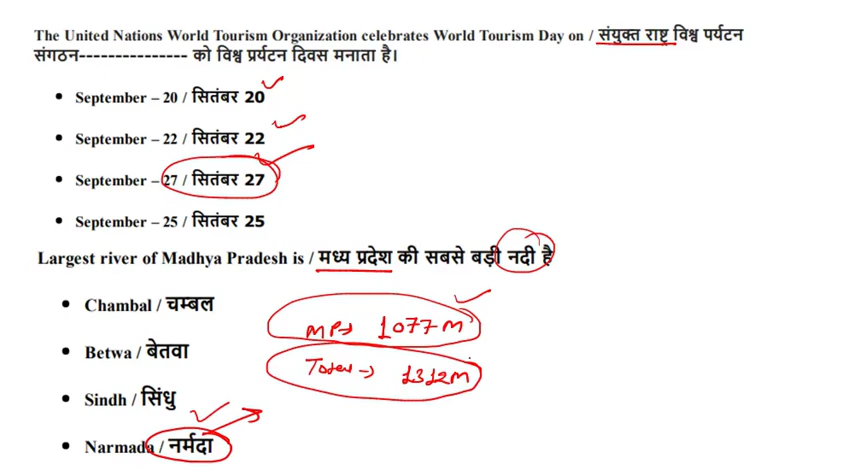 The United Nations World Tourism Organization celebrates World Tourism Day on / संयुक्त राष्ट्र विश्व पर्यटन
संगठन--------------- को विश्व प्रर्यटन दिवस मनाता है।
• September – 20 / सितंबर 20
• September – 22 / सितंबर 22
• September – 27 / सितंबर 27
• September – 25 / सितंबर 25
Largest river of Madhya Pradesh is / मध्य प्रदेश की सबसे बड़ी नदी है
• Chambal / चम्बल
MP→ 1077 M
• Betwa / बेतवा
→ 1312M
• Sindh / सिंधु
• Narmada / नर्मदा